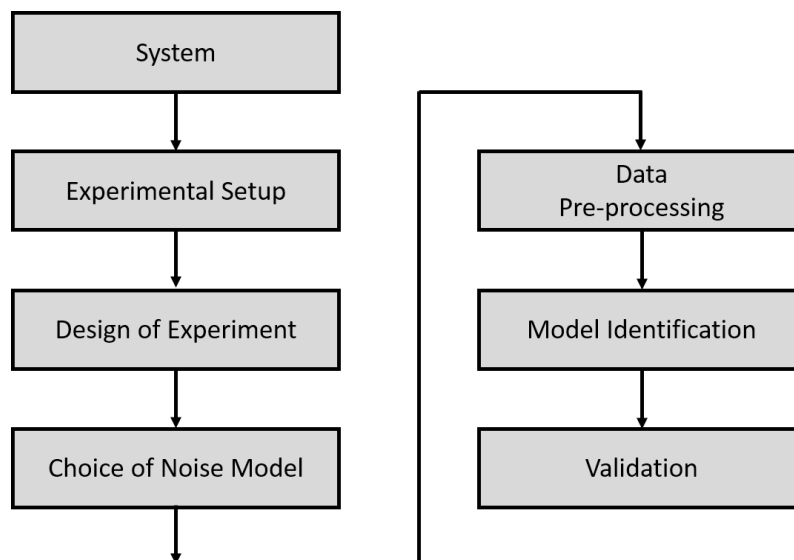 System
Experimental Setup
Design of Experiment
Choice of Noise Model
Data
Pre-processing
Model Identification
Validation